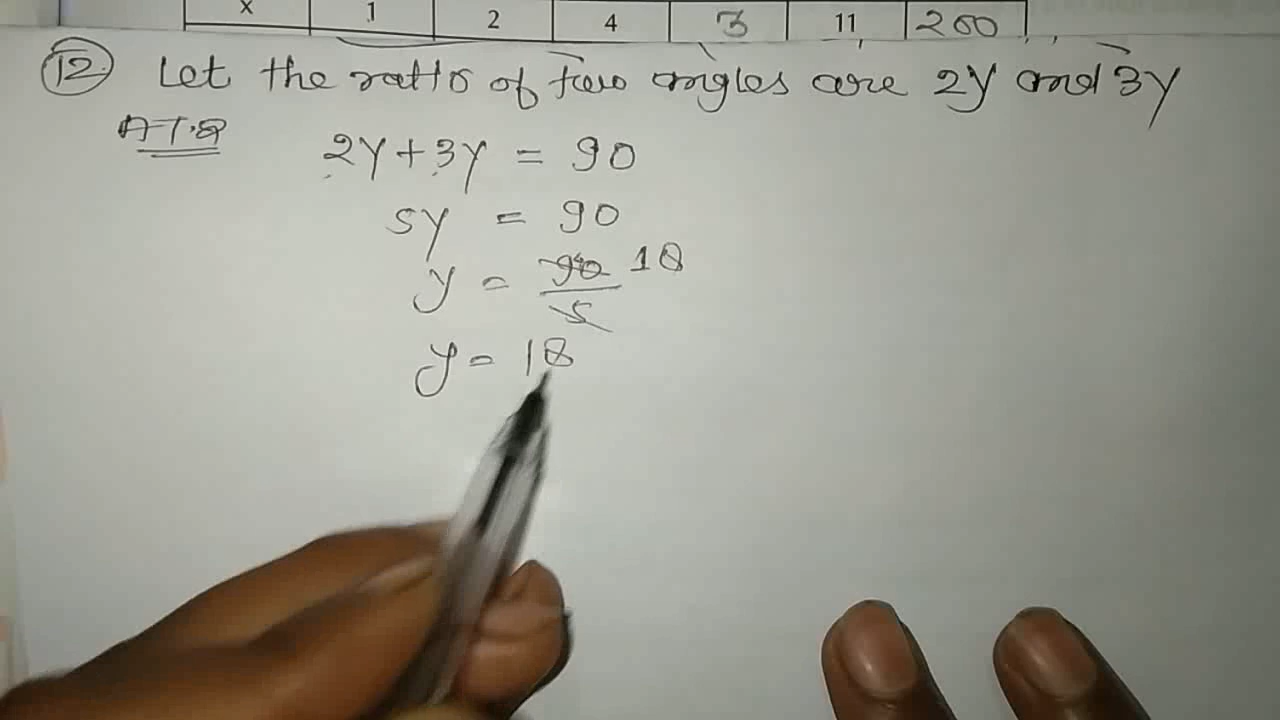 x 1 2 4 3 11 200
12. Let the ratio of two angles are 2y and 3y
A.T.Q 2y+3y = 90
5y = 90
y = 90/5 18
y = 18